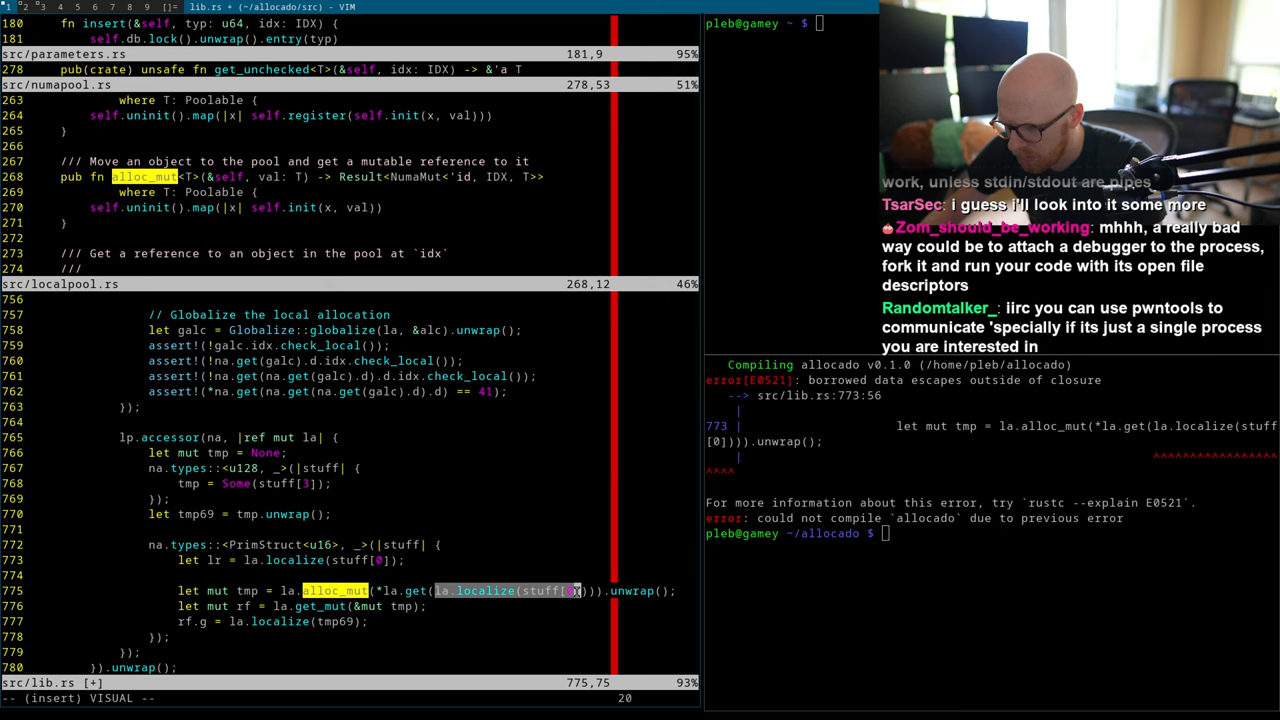 1 2 3 4 5 6 7 8 9 []= lib.rs + (~/allocado/src) - VIM
180     fn insert(&self, typ: u64, idx: IDX) {
181         self.db.lock().unwrap().entry(typ)
src/parameters.rs 181,9 95%
278     pub(crate) unsafe fn get_unchecked<T>(&self, idx: IDX) -> &'a T
src/numapool.rs 278,53 51%
263             where T: Poolable {
264         self.uninit().map(|x| self.register(self.init(x, val)))
265     }
266
267     /// Move an object to the pool and get a mutable reference to it
268     pub fn alloc_mut<T>(&self, val: T) -> Result<NumaMut<'id, IDX, T>>
269             where T: Poolable {
270         self.uninit().map(|x| self.init(x, val))
271     }
272
273     /// Get a reference to an object in the pool at `idx`
274     ///
src/localpool.rs 268,12 46%
756
757                 // Globalize the local allocation
758                 let galc = Globalize::globalize(la, &alc).unwrap();
759                 assert!(!galc.idx.check_local());
760                 assert!(!na.get(galc).d.idx.check_local());
761                 assert!(!na.get(na.get(galc).d).d.idx.check_local());
762                 assert!(*na.get(na.get(na.get(galc).d).d) == 41);
763             });
764
765             lp.accessor(na, |ref mut la| {
766                 let mut tmp = None;
767                 na.types::<u128, _>(|stuff| {
768                     tmp = Some(stuff[3]);
769                 });
770                 let tmp69 = tmp.unwrap();
771
772                 na.types::<PrimStruct<u16>, _>(|stuff| {
773                     let lr = la.localize(stuff[0]);
774
775                     let mut tmp = la.alloc_mut(*la.get(la.localize(stuff[0]))).unwrap();
776                     let mut rf = la.get_mut(&mut tmp);
777                     rf.g = la.localize(tmp69);
778                 });
779             });
780         }).unwrap();
src/lib.rs [+] 775,75 93%
-- (insert) VISUAL -- 20
pleb@gamey ~ $
Compiling allocado v0.1.0 (/home/pleb/allocado)
error[E0521]: borrowed data escapes outside of closure
--> src/lib.rs:773:56
|
773 | let mut tmp = la.alloc_mut(*la.get(la.localize(stuff
[0]))).unwrap();
| ^^^^^^^^^^^^^^^^^
^^^^
For more information about this error, try `rustc --explain E0521`.
error: could not compile `allocado` due to previous error
pleb@gamey ~/allocado $
work, unless stdin/stdout are pipes
TsarSec: i guess i'll look into it some more
Zom_should_be_working: mhhh, a really bad
way could be to attach a debugger to the process,
fork it and run your code with its open file
descriptors
Randomtalker_: iirc you can use pwntools to
communicate 'specially if its just a single process
you are interested in